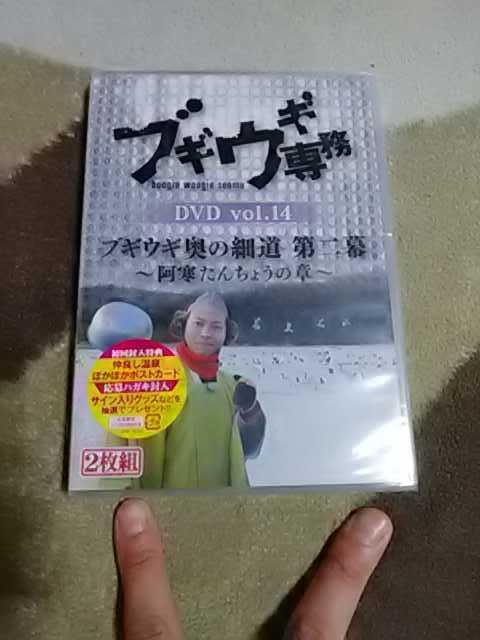 ブギウギ専務
boogie woogie senmu
DVD vol.14
ブギウギ奥の細道 第二幕
～阿寒たんちょうの章～
初回封入特典
仲良し温泉
ぽかぽかポストカード
応募ハガキ封入
サイン入りグッズなどを
抽選でプレゼント!!
2枚組